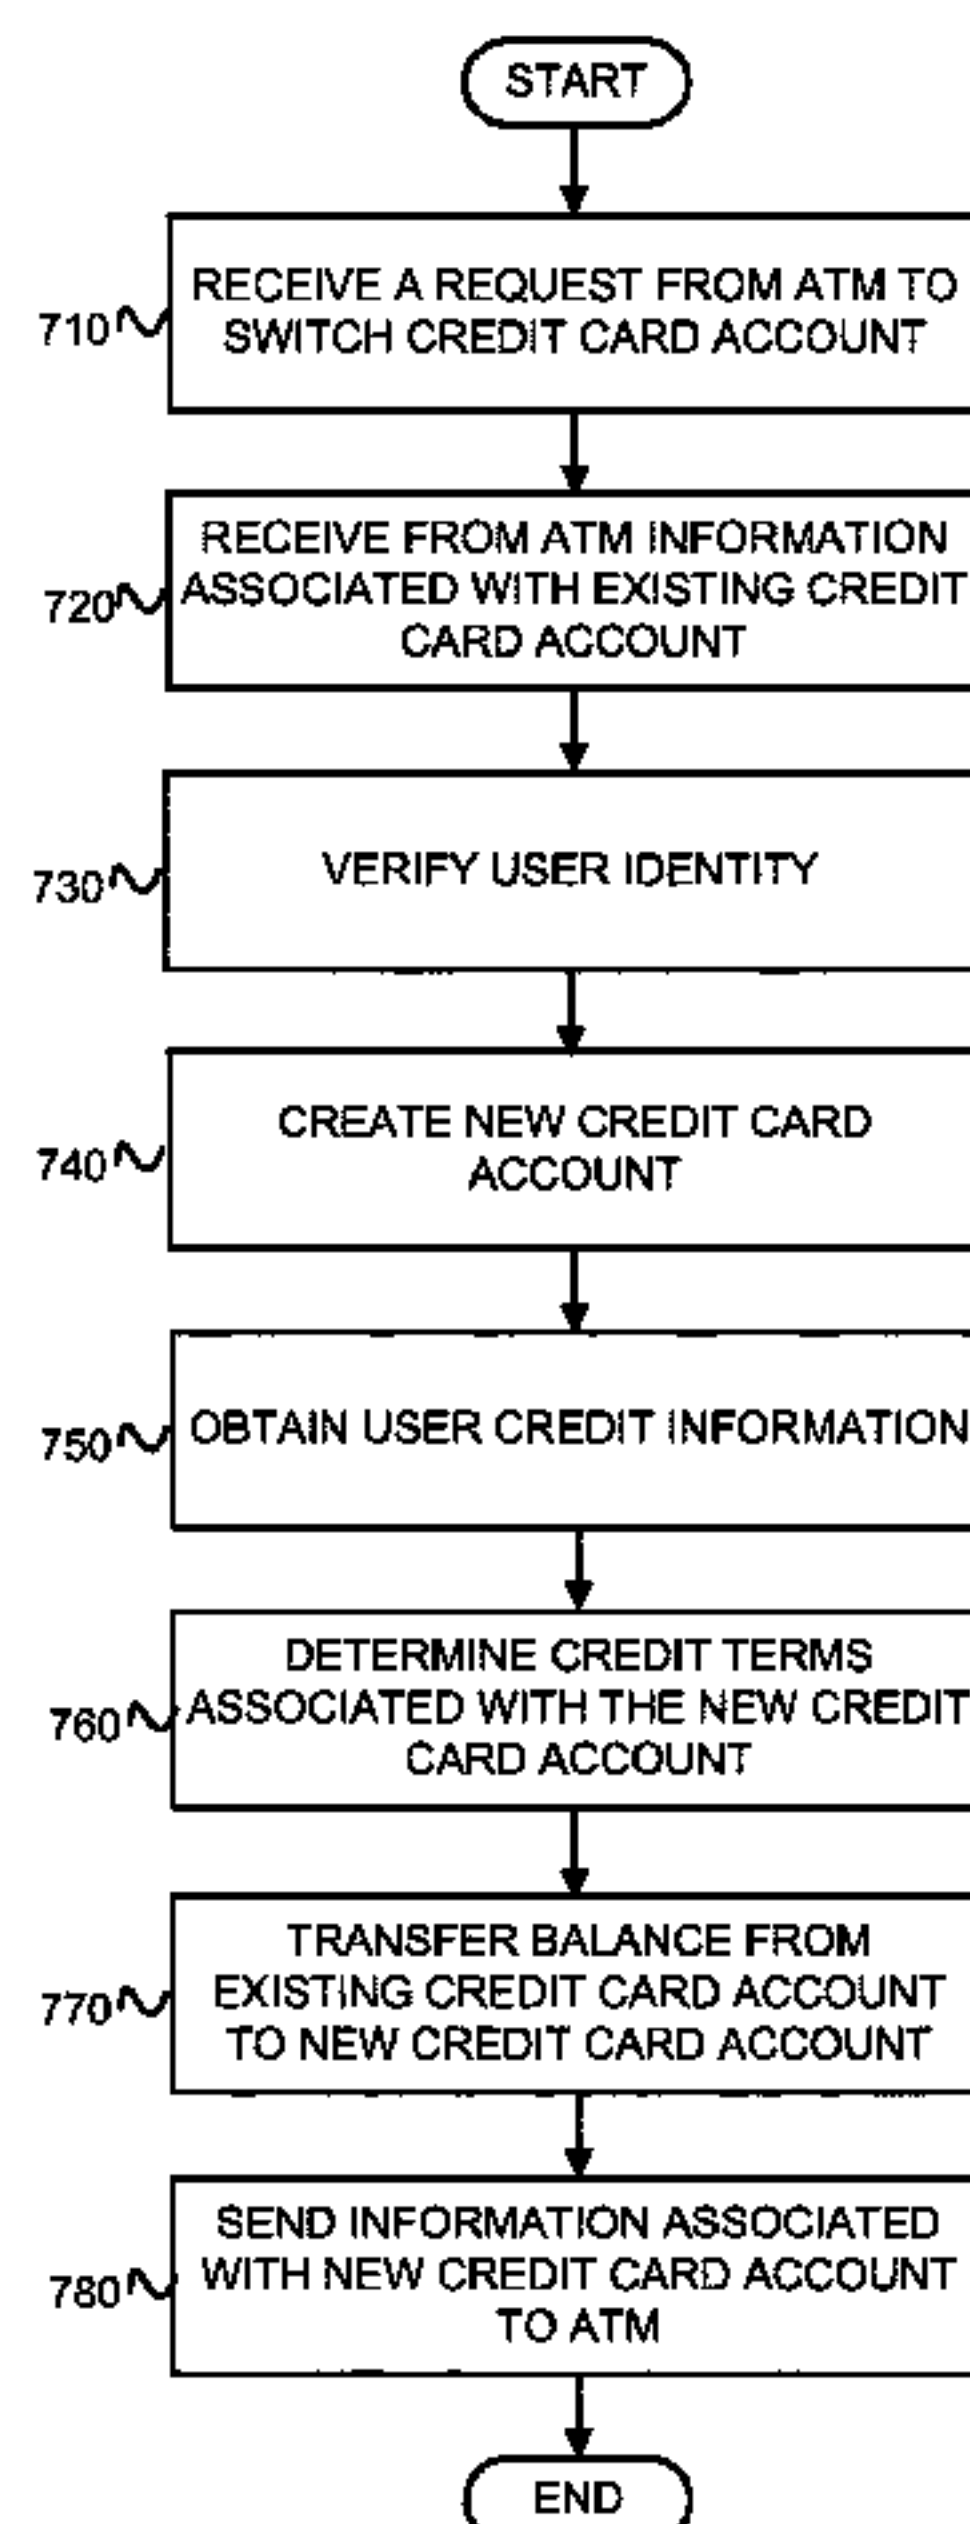 START
RECEIVE A REQUEST FROM ATM TO
SWITCH CREDIT CARD ACCOUNT
710
RECEIVE FROM ATM INFORMATION
ASSOCIATED WITH EXISTING CREDIT
CARD ACCOUNT
720
VERIFY USER IDENTITY
730
CREATE NEW CREDIT CARD
ACCOUNT
740
OBTAIN USER CREDIT INFORMATION
750
DETERMINE CREDIT TERMS
ASSOCIATED WITH THE NEW CREDIT
CARD ACCOUNT
760
TRANSFER BALANCE FROM
EXISTING CREDIT CARD ACCOUNT
TO NEW CREDIT CARD ACCOUNT
770
SEND INFORMATION ASSOCIATED
WITH NEW CREDIT CARD ACCOUNT
TO ATM
780
END